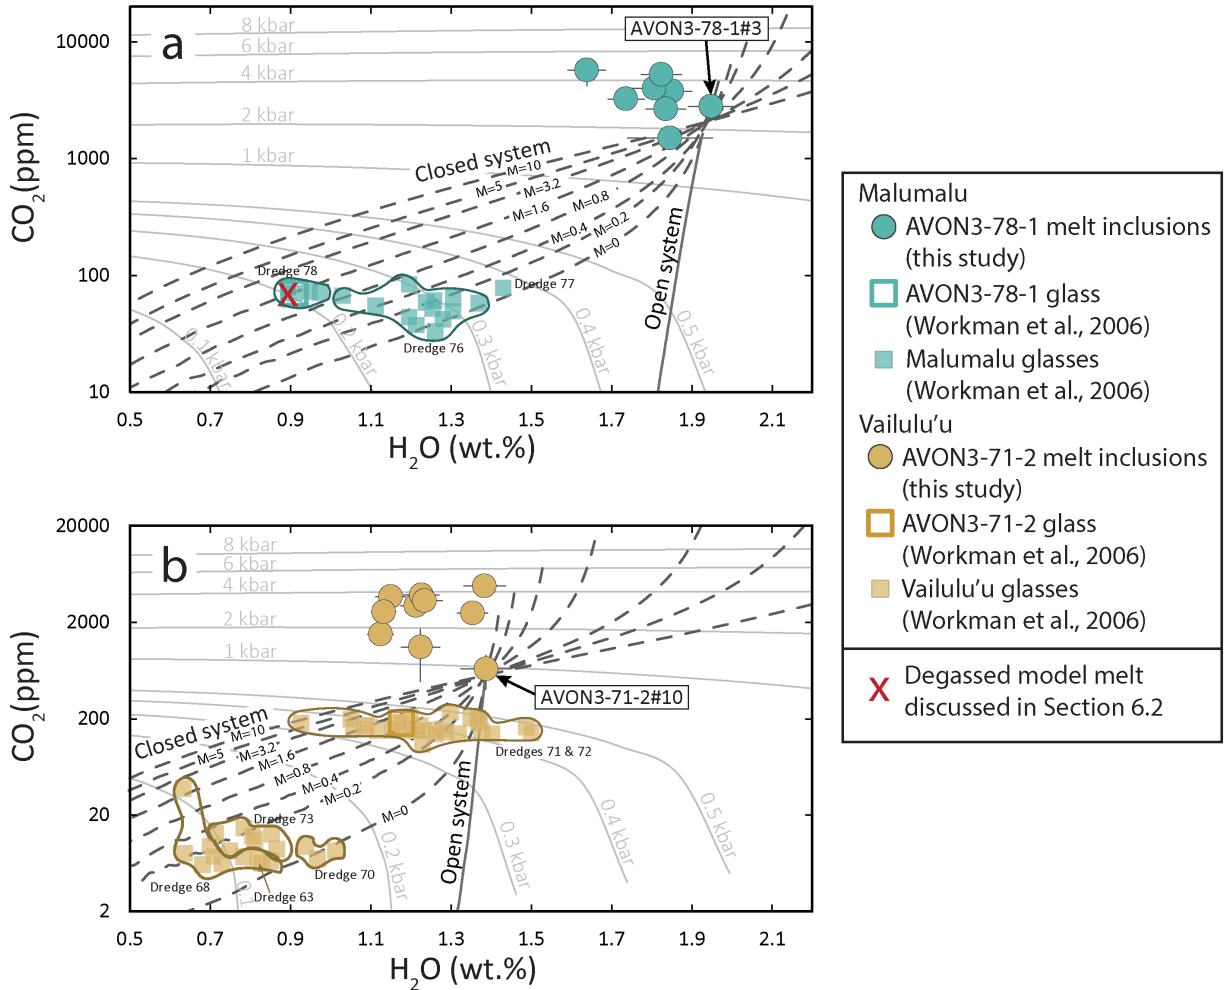 a
10000
1000
100
10
CO2(ppm)
8 kbar
6 kbar
4 kbar
2 kbar
1 kbar
AVON3-78-1#3
Closed system
M=10
M=5
M=3.2
M=1.6
M=0.8
M=0.4
M=0.2
M=0
Open system
Dredge 78
Dredge 77
Dredge 76
0.1 kbar
0.3 kbar
0.4 kbar
0.5 kbar
0.5
0.7
0.9
1.1
1.3
1.5
1.7
1.9
2.1
H2O (wt.%)
b
20000
2000
200
20
2
CO2(ppm)
8 kbar
6 kbar
4 kbar
2 kbar
1 kbar
AVON3-71-2#10
Closed system
M=10
M=5
M=3.2
M=1.6
M=0.8
M=0.4
M=0.2
M=0
Open system
Dredges 71 & 72
Dredge 73
Dredge 70
Dredge 68
Dredge 63
0.1
0.2 kbar
0.3 kbar
0.4 kbar
0.5 kbar
0.5
0.7
0.9
1.1
1.3
1.5
1.7
1.9
2.1
H2O (wt.%)
Malumalu
AVON3-78-1 melt inclusions
(this study)
AVON3-78-1 glass
(Workman et al., 2006)
Malumalu glasses
(Workman et al., 2006)
Vailulu’u
AVON3-71-2 melt inclusions
(this study)
AVON3-71-2 glass
(Workman et al., 2006)
Vailulu’u glasses
(Workman et al., 2006)
X Degassed model melt
discussed in Section 6.2